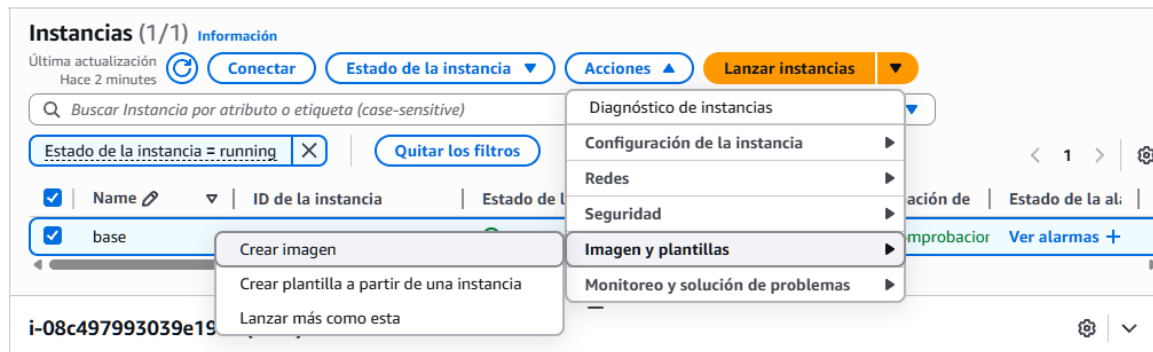 Instancias (1/1) Información
Última actualización
Hace 2 minutes
Conectar
Estado de la instancia
Acciones
Lanzar instancias
Buscar Instancia por atributo o etiqueta (case-sensitive)
Diagnóstico de instancias
Estado de la instancia = running
Quitar los filtros
Configuración de la instancia
1
Redes
Name ID de la instancia Estado de l ación de Estado de la al
Seguridad
base mprobacior Ver alarmas +
Crear imagen
Imagen y plantillas
Crear plantilla a partir de una instancia
Monitoreo y solución de problemas
Lanzar más como esta
i-08c497993039e19